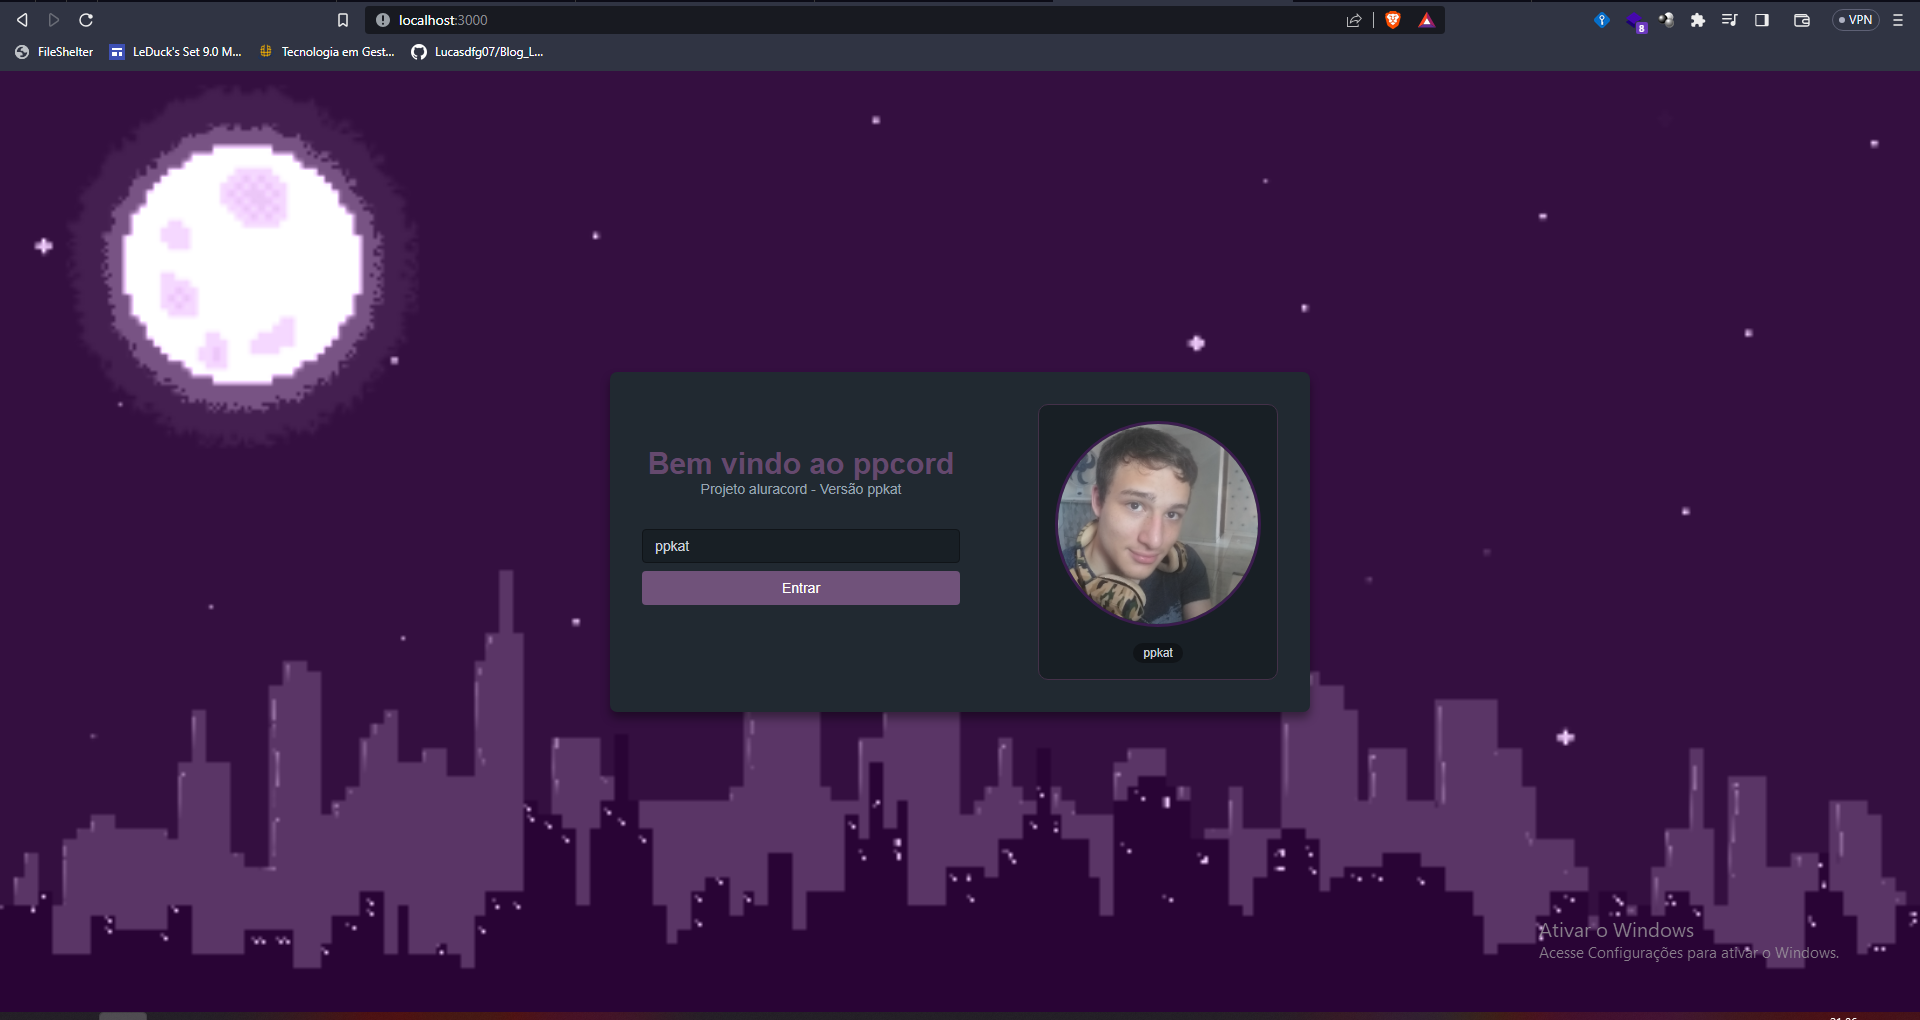 localhost:3000
VPN
8
FileShelter
LeDuck's Set 9.0 M...
Tecnologia em Gest...
Lucasdfg07/Blog_L...
Bem vindo ao ppcord
Projeto aluracord - Versão ppkat
ppkat
Entrar
ppkat
Ativar o Windows
Acesse Configurações para ativar o Windows.